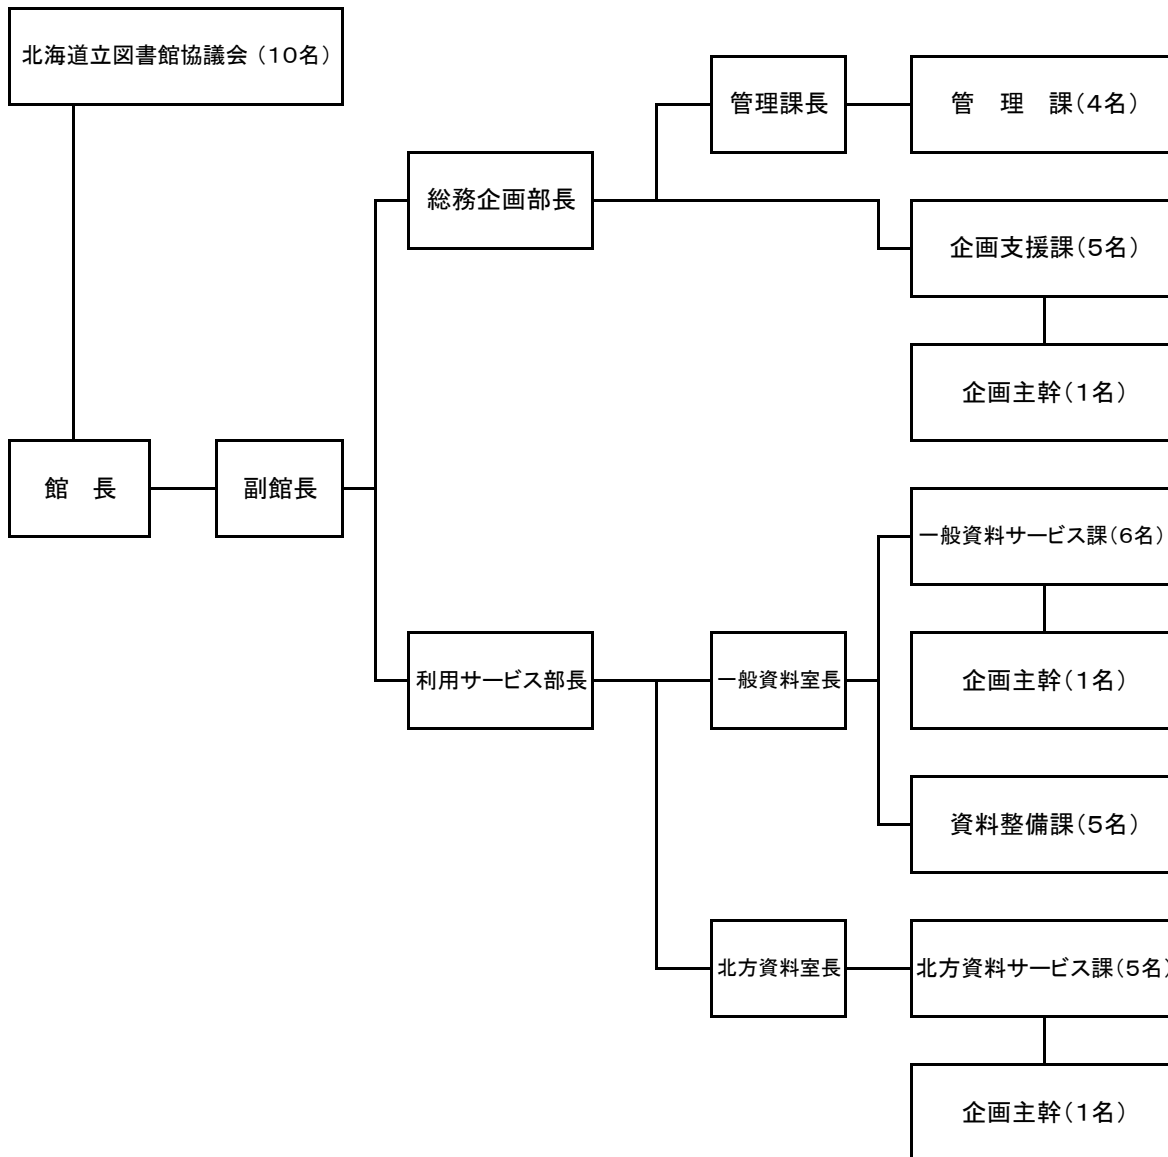 北海道立図書館協議会（10名）
管理課長
管　理　課（4名）
総務企画部長
企画支援課（5名）
企画主幹（1名）
館　長
副館長
一般資料サービス課（6名）
利用サービス部長
一般資料室長
企画主幹（1名）
資料整備課（5名）
北方資料室長
北方資料サービス課（5名）
企画主幹（1名）